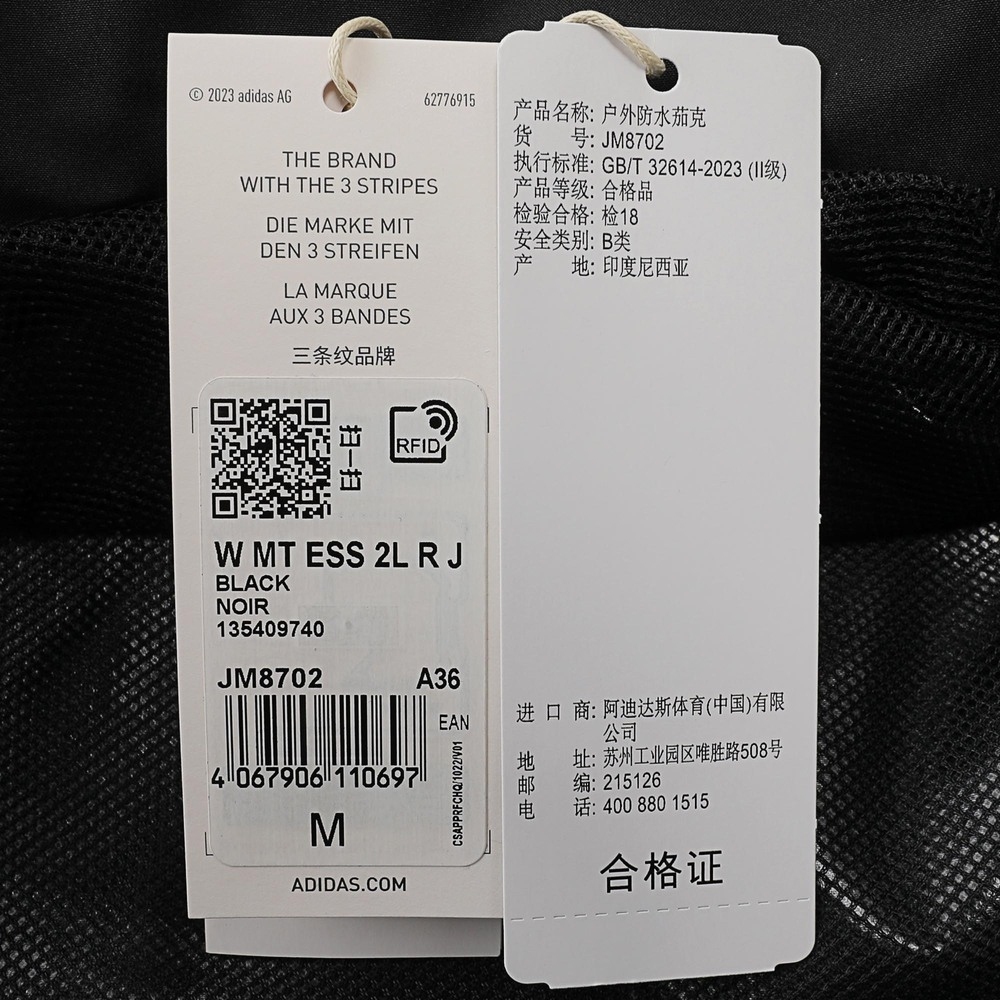 © 2023 adidas AG
62776915
THE BRAND
WITH THE 3 STRIPES
DIE MARKE MIT
DEN 3 STREIFEN
LA MARQUE
AUX 3 BANDES
三条纹品牌
扫一扫
RFID
W MT ESS 2L R J
BLACK
NOIR
135409740
JM8702 A36
EAN
4 067906 110697
CSAPPRFCHQ/1022/V01
M
ADIDAS.COM
产品名称: 户外防水茄克
货 号: JM8702
执行标准: GB/T 32614-2023 (II级)
产品等级: 合格品
检验合格: 检18
安全类别: B类
产 地: 印度尼西亚
进 口 商: 阿迪达斯体育(中国)有限
公司
地 址: 苏州工业园区唯胜路508号
邮 编: 215126
电 话: 400 880 1515
合格证